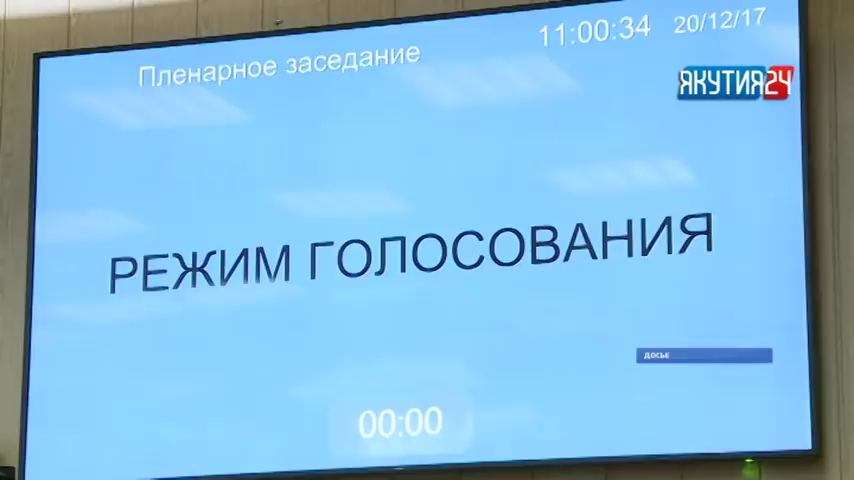 Пленарное заседание
11:00:34 20/12/17
ЯКУТИЯ24
РЕЖИМ ГОЛОСОВАНИЯ
ДОСЬЕ
00:00